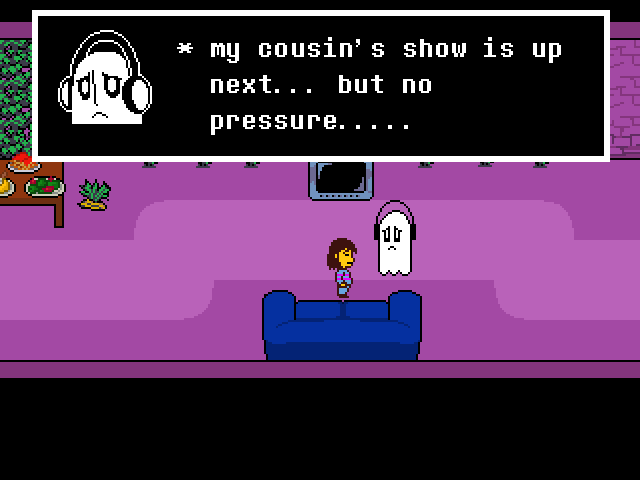 * my cousin's show is up
next... but no
pressure.....